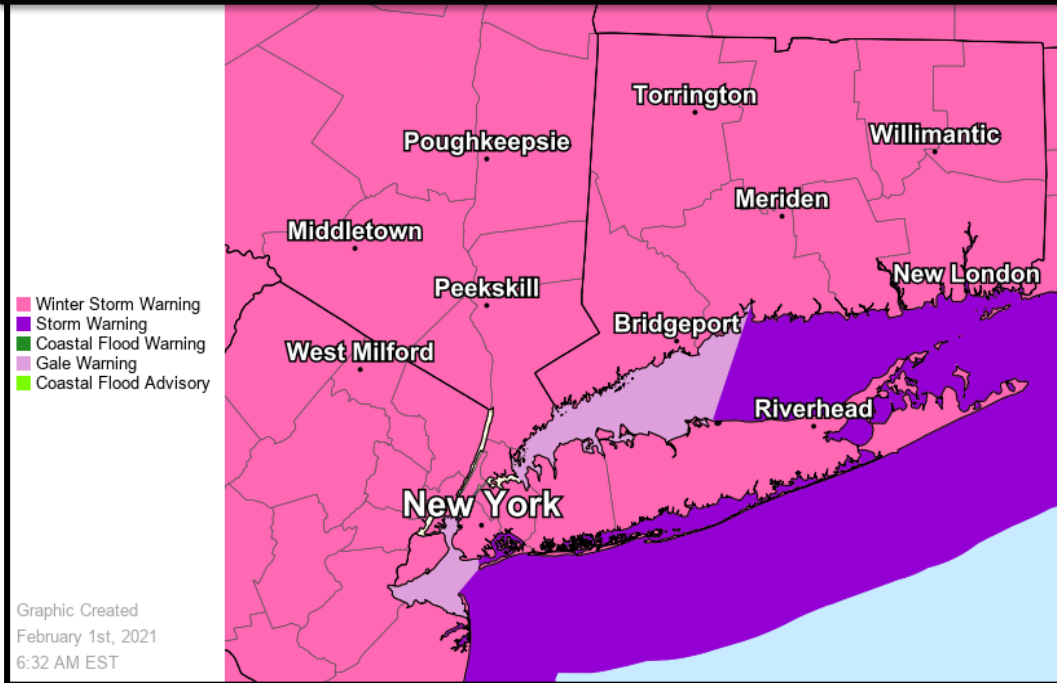 Torrington
Poughkeepsie
Willimantic
Meriden
Middletown
New London
Peekskill
Winter Storm Warning
Storm Warning
Coastal Flood Warning
Gale Warning
Coastal Flood Advisory
Bridgeport
West Milford
Riverhead
New York
Graphic Created
February 1st, 2021
6:32 AM EST